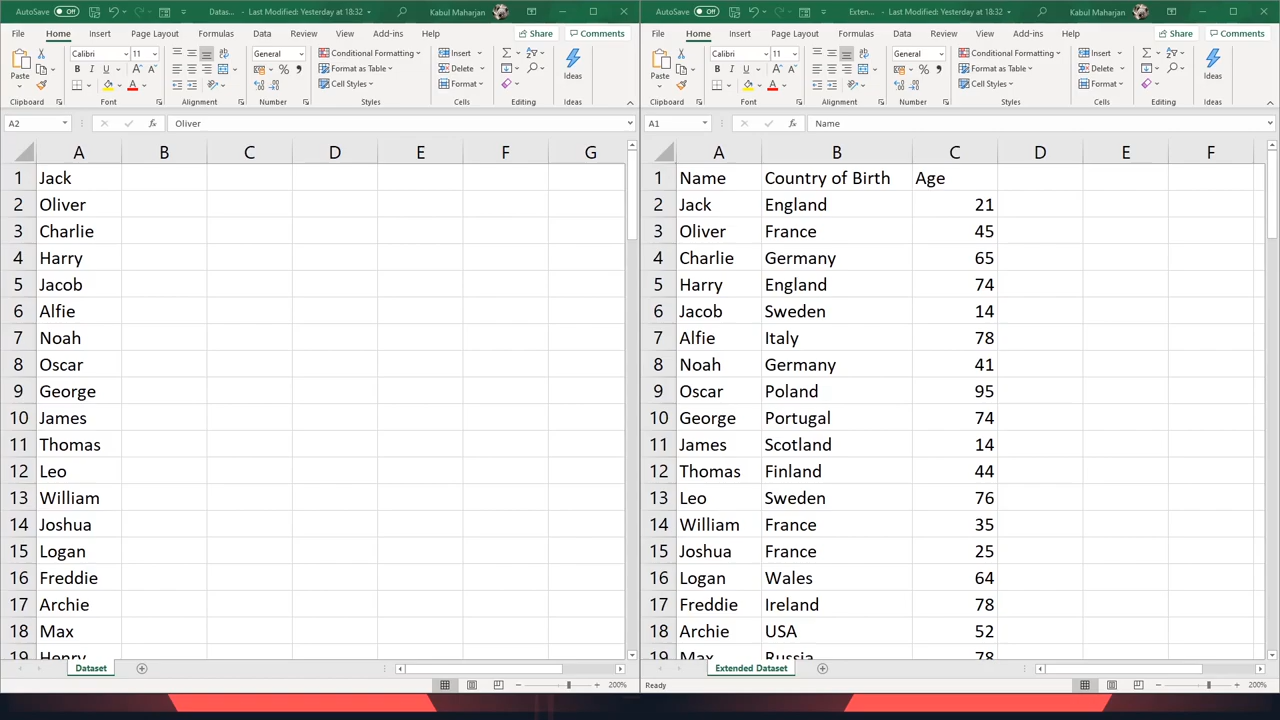 AutoSave Off Datas... - Last Modified: Yesterday at 18:32 Kabul Maharjan
File Home Insert Page Layout Formulas Data Review View Add-ins Help Share Comments
Calibri 11 General Conditional Formatting Insert
Paste B I U Format as Table Delete Ideas
Cell Styles Format
Clipboard Font Alignment Number Styles Cells Editing Ideas
A2 fx Oliver
A B C D E F G
1 Jack
2 Oliver
3 Charlie
4 Harry
5 Jacob
6 Alfie
7 Noah
8 Oscar
9 George
10 James
11 Thomas
12 Leo
13 William
14 Joshua
15 Logan
16 Freddie
17 Archie
18 Max
19 Henry
Dataset
200%
AutoSave Off Exten... - Last Modified: Yesterday at 18:32 Kabul Maharjan
File Home Insert Page Layout Formulas Data Review View Add-ins Help Share Comments
Calibri 11 General Conditional Formatting Insert
Paste B I U Format as Table Delete Ideas
Cell Styles Format
Clipboard Font Alignment Number Styles Cells Editing Ideas
A1 fx Name
A B C D E F
1 Name Country of Birth Age
2 Jack England 21
3 Oliver France 45
4 Charlie Germany 65
5 Harry England 74
6 Jacob Sweden 14
7 Alfie Italy 78
8 Noah Germany 41
9 Oscar Poland 95
10 George Portugal 74
11 James Scotland 14
12 Thomas Finland 44
13 Leo Sweden 76
14 William France 35
15 Joshua France 25
16 Logan Wales 64
17 Freddie Ireland 78
18 Archie USA 52
19 Max Russia 78
Extended Dataset
Ready 200%